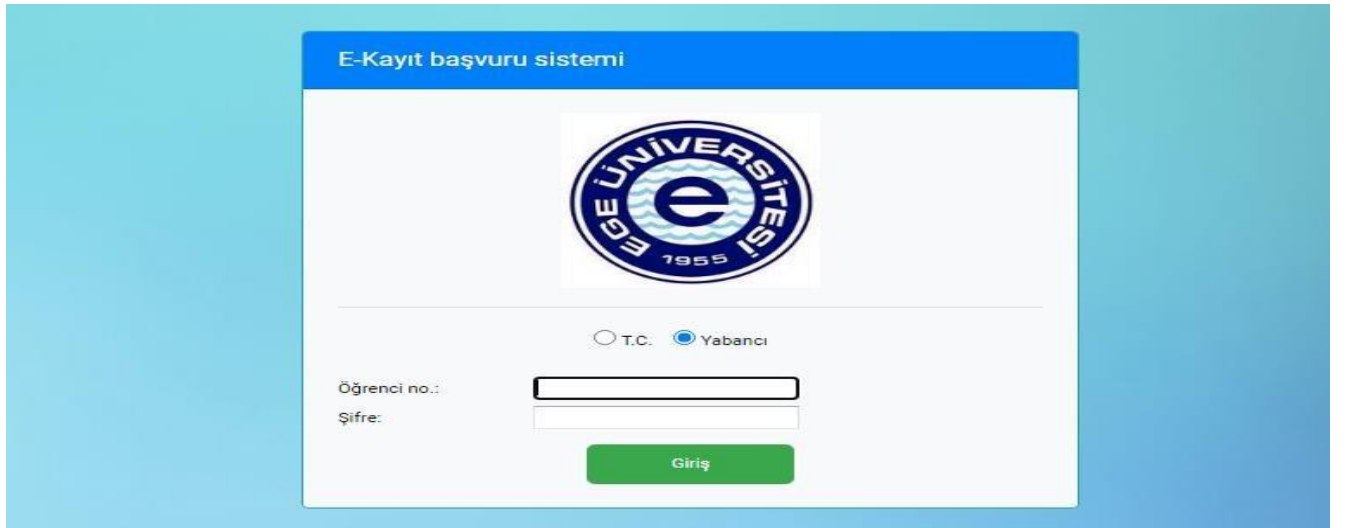 E-Kayıt başvuru sistemi
EGE ÜNİVERSİTESİ
e
1955
T.C. Yabancı
Öğrenci no.:
Şifre:
Giriş